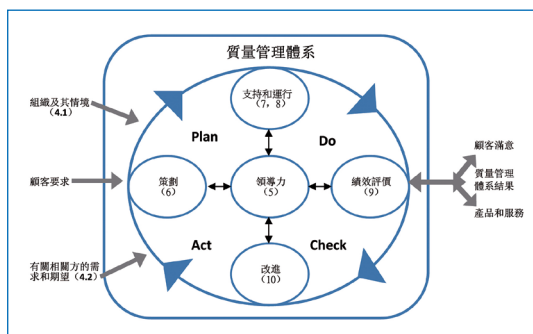 質量管理體系
支持和運行
(7, 8)
Plan
Do
組織及其情境
(4.1)
顧客要求
策劃
(6)
領導力
(5)
績效評價
(9)
顧客滿意
質量管理
體系結果
產品和服務
Act
Check
改進
(10)
有關相關方的需
求和期望 (4.2)